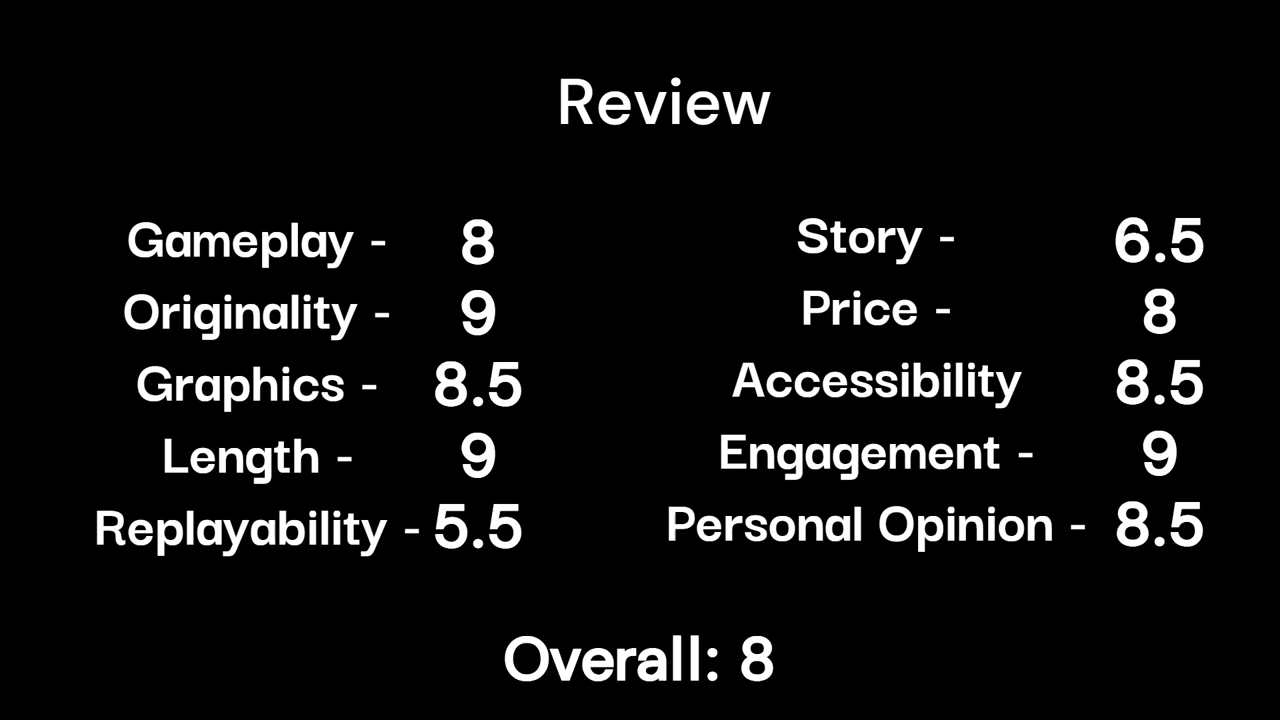 Review
Gameplay - 8
Originality - 9
Graphics - 8.5
Length - 9
Replayability - 5.5
Story - 6.5
Price - 8
Accessibility 8.5
Engagement - 9
Personal Opinion - 8.5
Overall: 8